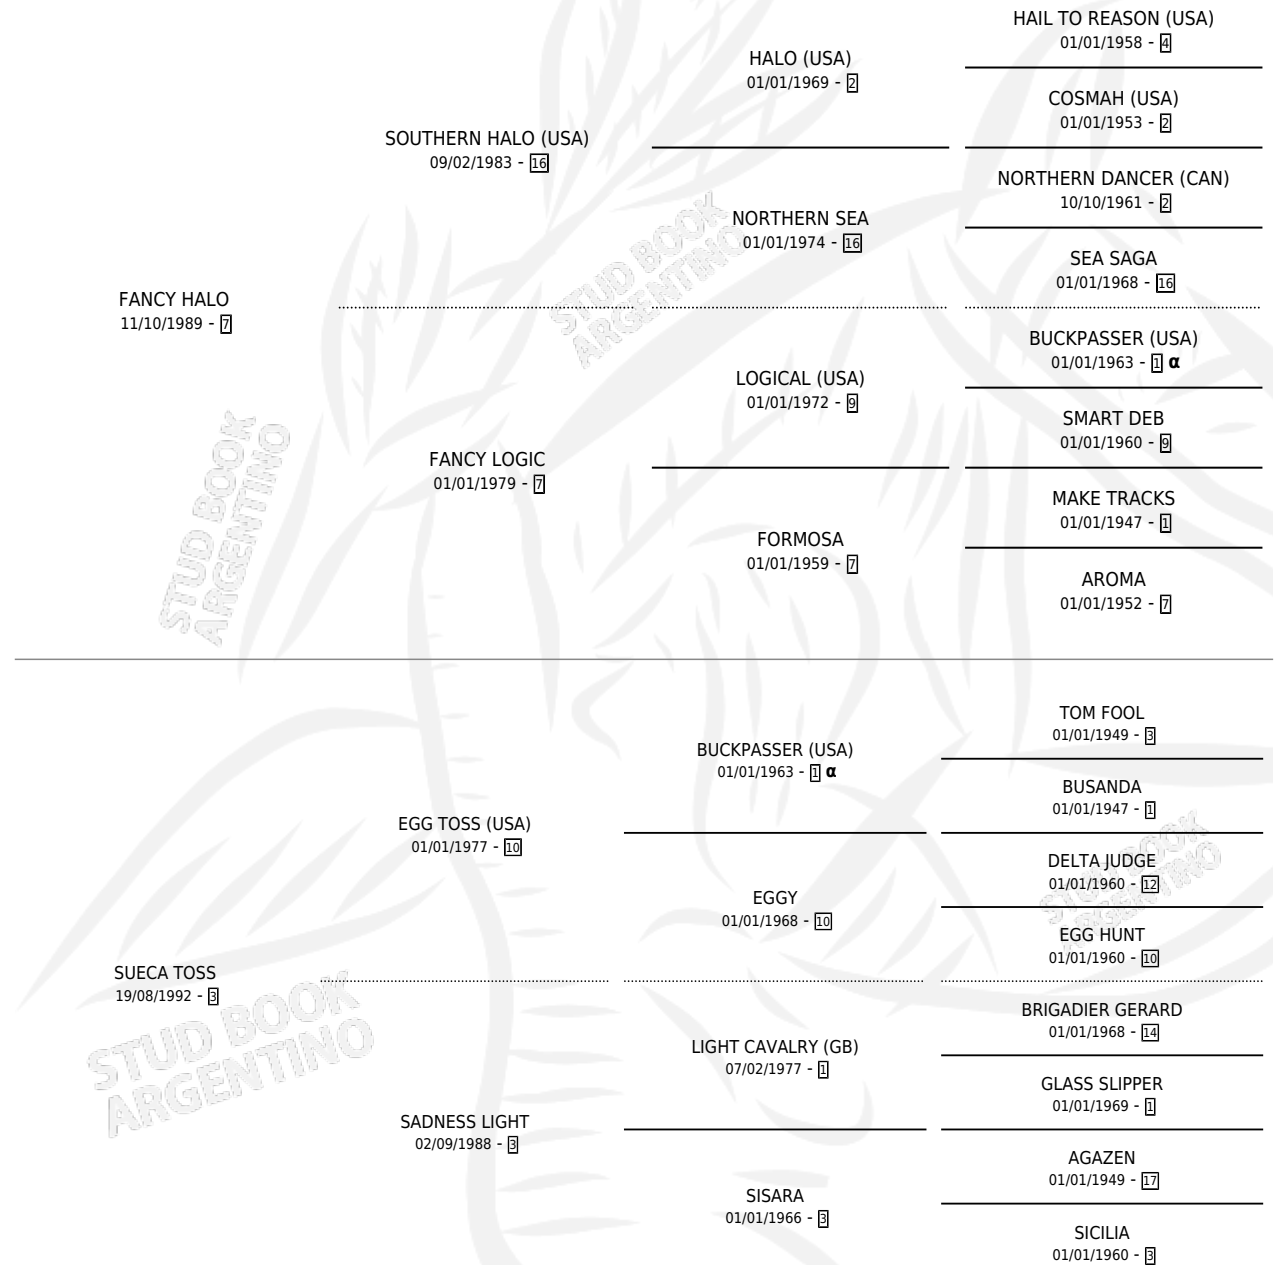 HAIL TO REASON (USA)
01/01/1958 - 4
HALO (USA)
01/01/1969 - 2
COSMAH (USA)
01/01/1953 - 2
SOUTHERN HALO (USA)
09/02/1983 - 16
NORTHERN DANCER (CAN)
10/10/1961 - 2
NORTHERN SEA
01/01/1974 - 16
SEA SAGA
01/01/1968 - 16
STUD BOOK
ARGENTINO
FANCY HALO
11/10/1989 - 7
BUCKPASSER (USA)
01/01/1963 - 1 α
LOGICAL (USA)
01/01/1972 - 9
SMART DEB
01/01/1960 - 9
FANCY LOGIC
01/01/1979 - 7
MAKE TRACKS
01/01/1947 - 1
FORMOSA
01/01/1959 - 7
AROMA
01/01/1952 - 7
STUD BOOK
ARGENTINO
TOM FOOL
01/01/1949 - 3
BUCKPASSER (USA)
01/01/1963 - 1 α
BUSANDA
01/01/1947 - 1
EGG TOSS (USA)
01/01/1977 - 10
DELTA JUDGE
01/01/1960 - 12
EGGY
01/01/1968 - 10
EGG HUNT
01/01/1960 - 10
STUD BOOK
ARGENTINO
SUECA TOSS
19/08/1992 - 3
BRIGADIER GERARD
01/01/1968 - 14
LIGHT CAVALRY (GB)
07/02/1977 - 1
GLASS SLIPPER
01/01/1969 - 1
STUD BOOK
ARGENTINO
SADNESS LIGHT
02/09/1988 - 3
AGAZEN
01/01/1949 - 17
SISARA
01/01/1966 - 3
SICILIA
01/01/1960 - 3